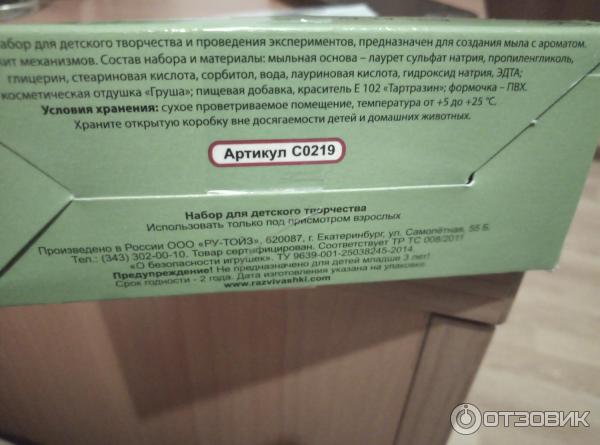 абор для детского творчества и проведения экспериментов, предназначен для создания мыла с ароматом.
жит механизмов. Состав набора и материалы: мыльная основа – лаурет сульфат натрия, пропиленгликоль,
глицерин, стеариновая кислота, сорбитол, вода, лауриновая кислота, гидроксид натрия, ЭДТА;
косметическая отдушка «Груша»; пищевая добавка, краситель Е 102 «Тартразин»; формочка – ПВХ.
Условия хранения: сухое проветриваемое помещение, температура от +5 до +25 °С.
Храните открытую коробку вне досягаемости детей и домашних животных.
Артикул С0219
Набор для детского творчества
Использовать только под присмотром взрослых
Произведено в России ООО «РУ-ТОЙЗ», 620087, г. Екатеринбург, ул. Самолётная, 55 Б.
Тел.: (343) 302-00-10. Товар сертифицирован. Соответствует ТР ТС 008/2011
«О безопасности игрушек». ТУ 9639-001-25038245-2014.
Предупреждение! Не предназначено для детей младше 3 лет!
Срок годности - 2 года. Дата изготовления указана на упаковке.
www.razvivashki.com
ОТЗОВИК